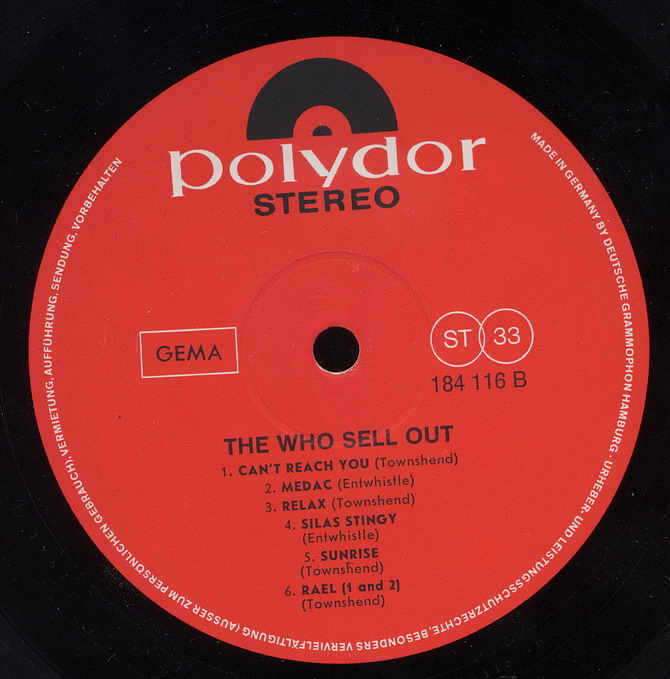 polydor
STEREO
MADE IN GERMANY BY DEUTSCHE GRAMMOPHON HAMBURG · URHEBER- UND LEISTUNGSSCHUTZRECHTE, BESONDERS VERVIELFÄLTIGUNG (AUSSER ZUM PERSÖNLICHEN GEBRAUCH), VERMIETUNG, AUFFÜHRUNG, SENDUNG, VORBEHALTEN
GEMA
ST 33
184 116 B
THE WHO SELL OUT
1. CAN'T REACH YOU (Townshend)
2. MEDAC (Entwhistle)
3. RELAX (Townshend)
4. SILAS STINGY
(Entwhistle)
5. SUNRISE
(Townshend)
6. RAEL (1 and 2)
(Townshend)